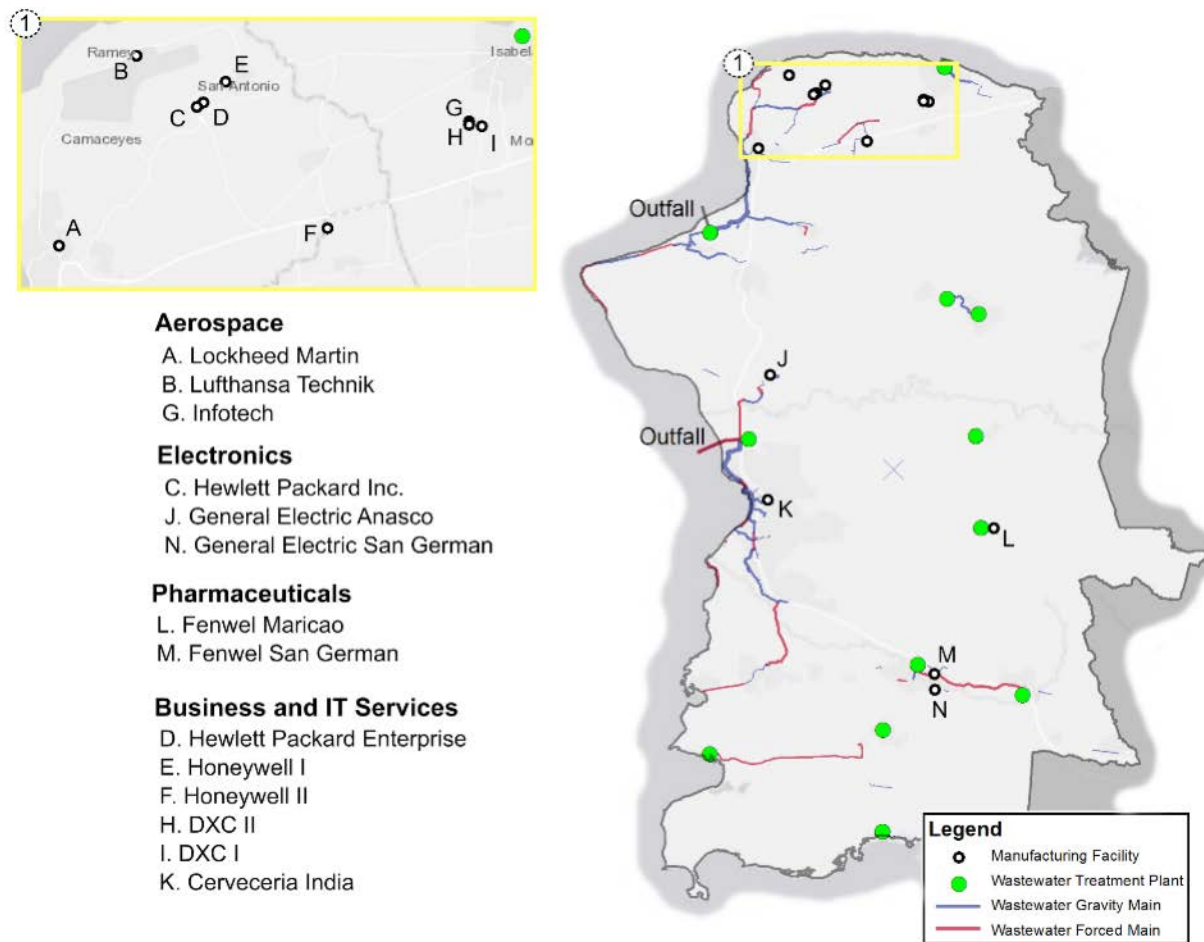 1
Ramey
Isabel
B
E
San Antonio
C
D
G
H
I
Camaceyes
Mo
A
F
1
Outfall
J
Outfall
K
L
M
N
Aerospace
A. Lockheed Martin
B. Lufthansa Technik
G. Infotech
Electronics
C. Hewlett Packard Inc.
J. General Electric Anasco
N. General Electric San German
Pharmaceuticals
L. Fenwel Maricao
M. Fenwel San German
Business and IT Services
D. Hewlett Packard Enterprise
E. Honeywell I
F. Honeywell II
H. DXC II
I. DXC I
K. Cerveceria India
Legend
Manufacturing Facility
Wastewater Treatment Plant
Wastewater Gravity Main
Wastewater Forced Main